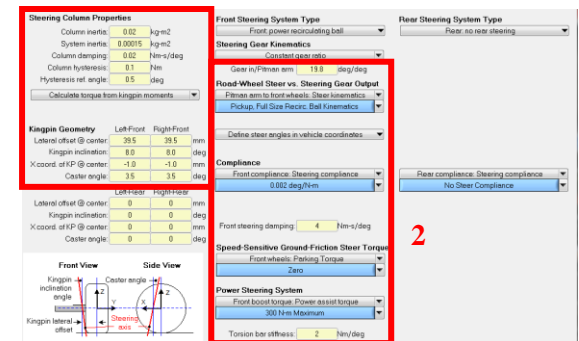 Steering Column Properties
Column inertia: 0.02 kg-m2
System inertia: 0.00015 kg-m2
Column damping: 0.02 Nm-s/deg
Column hysteresis: 0.1 Nm
Hysteresis ref. angle: 0.5 deg
Calculate torque from kingpin moments
Kingpin Geometry Left-Front Right-Front
Lateral offset @ center: 39.5 39.5 mm
Kingpin inclination: 8.0 8.0 deg
X coord. of KP @ center: -1.0 -1.0 mm
Caster angle: 3.5 3.5 deg
Left-Rear Right-Rear
Lateral offset @ center: 0 0 mm
Kingpin inclination: 0 0 deg
X coord. of KP @ center: 0 0 mm
Caster angle: 0 0 deg
Front View Side View
Kingpin inclination angle
Caster angle
Z
Y
X
Z
Steering axis
Kingpin lateral offset
Front Steering System Type
Front: power recirculating ball
Steering Gear Kinematics
Constant gear ratio
Gear in/Pitman arm 19.0 deg/deg
Road-Wheel Steer vs. Steering Gear Output
Pitman arm to front wheels: Steer kinematics
Pickup, Full Size Recirc. Ball Kinematics
Define steer angles in vehicle coordinates
Compliance
Front compliance: Steering compliance
0.002 deg/N-m
Front steering damping: 4 Nm-s/deg
Speed-Sensitive Ground-Friction Steer Torque
Front wheels: Parking Torque
Zero
Power Steering System
Front boost torque: Power assist torque
300 N-m Maximum
Torsion bar stiffness: 2 Nm/deg
Rear Steering System Type
Rear: no rear steering
Rear compliance: Steering compliance
No Steer Compliance
2